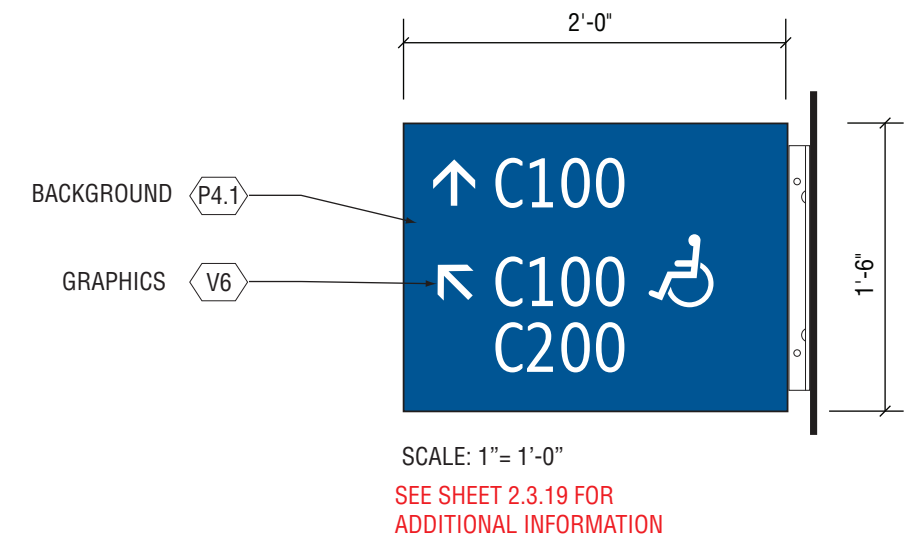 2'-0"
C100
BACKGROUND P4.1
C100
GRAPHICS V6
1'-6"
C200
SCALE: 1”= 1’-0”
SEE SHEET 2.3.19 FOR
ADDITIONAL INFORMATION